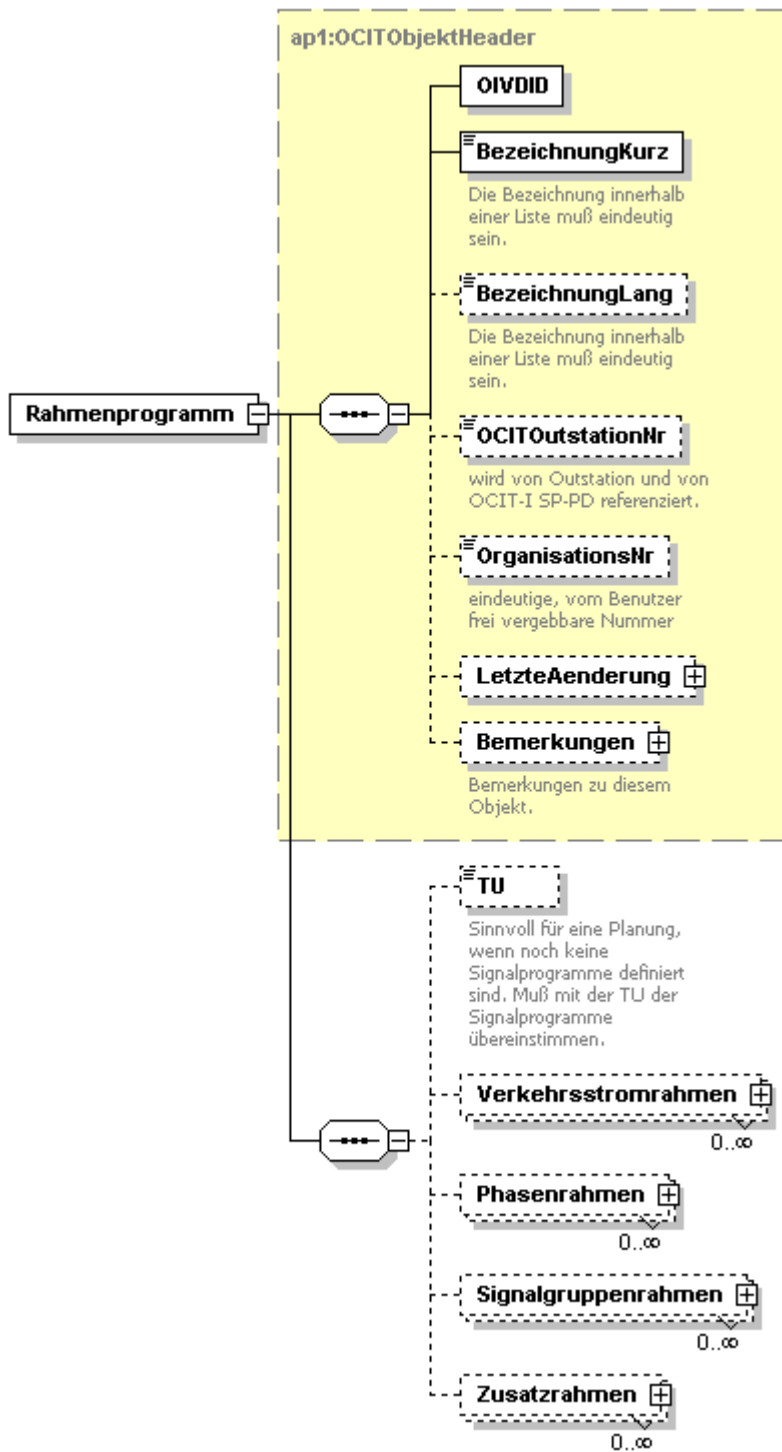 ap1:OCITObjektHeader
OIVDID
BezeichnungKurz
Die Bezeichnung innerhalb
einer Liste muß eindeutig
sein.
BezeichnungLang
Die Bezeichnung innerhalb
einer Liste muß eindeutig
sein.
Rahmenprogramm
OCITOutstationNr
wird von Outstation und von
OCIT-I SP-PD referenziert.
OrganisationsNr
eindeutige, vom Benutzer
frei vergebbare Nummer
LetzteAenderung
Bemerkungen
Bemerkungen zu diesem
Objekt.
TU
Sinnvoll für eine Planung,
wenn noch keine
Signalprogramme definiert
sind. Muß mit der TU der
Signalprogramme
übereinstimmen.
Verkehrsstromrahmen
0..∞
Phasenrahmen
0..∞
Signalgruppenrahmen
0..∞
Zusatzrahmen
0..∞